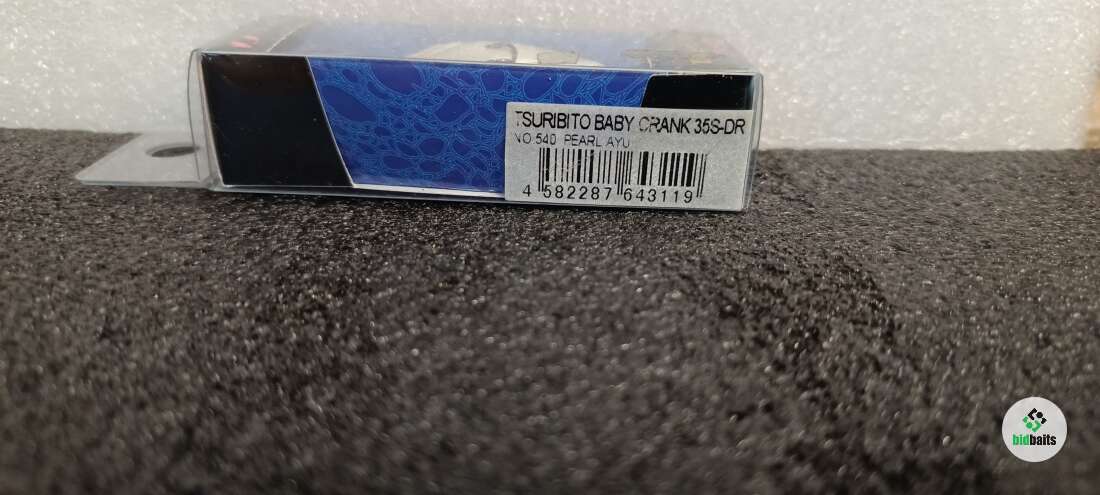 TSURIBITO BABY CRANK 35S-DR
NO.540 PEARL AYU
4 582287 643119
bidbaits